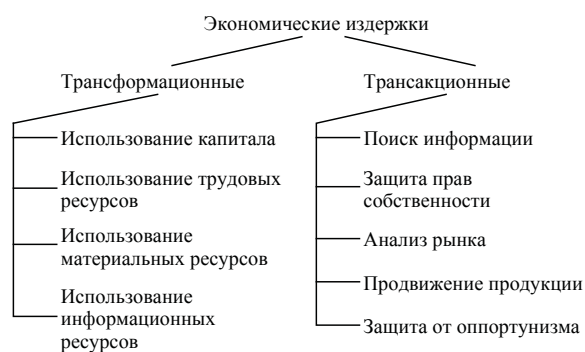 Экономические издержки
Трансформационные
Использование капитала
Использование трудовых
ресурсов
Использование
материальных ресурсов
Использование
информационных
ресурсов
Трансакционные
Поиск информации
Защита прав
собственности
Анализ рынка
Продвижение продукции
Защита от оппортунизма